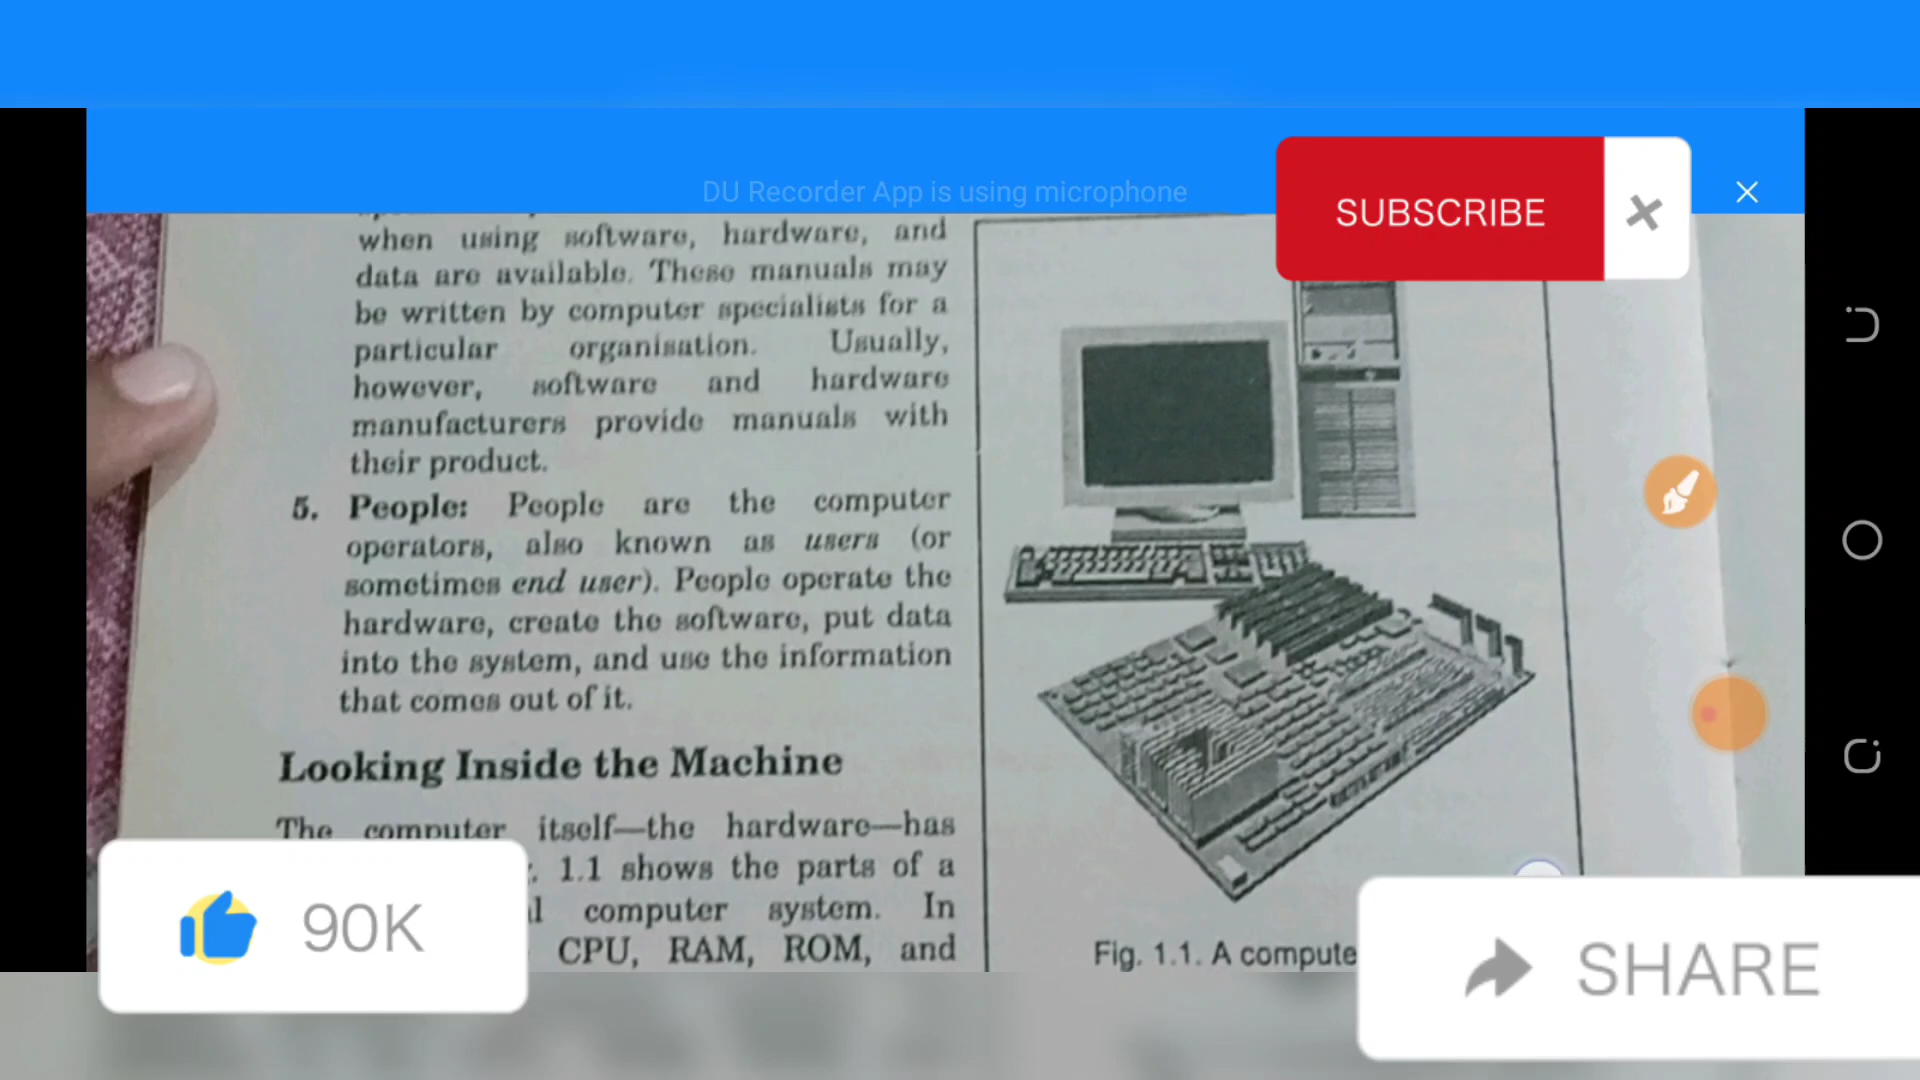 DU Recorder App is using microphone
SUBSCRIBE
when using software, hardware, and
data are available. These manuals may
be written by computer specialists for a
particular organisation. Usually,
however, software and hardware
manufacturers provide manuals with
their product.
5. People: People are the computer
operators, also known as users (or
sometimes end user). People operate the
hardware, create the software, put data
into the system, and use the information
that comes out of it.
Looking Inside the Machine
The computer itself—the hardware—has
1.1 shows the parts of a
computer system. In
CPU, RAM, ROM, and
Fig. 1.1. A compute
90K
SHARE